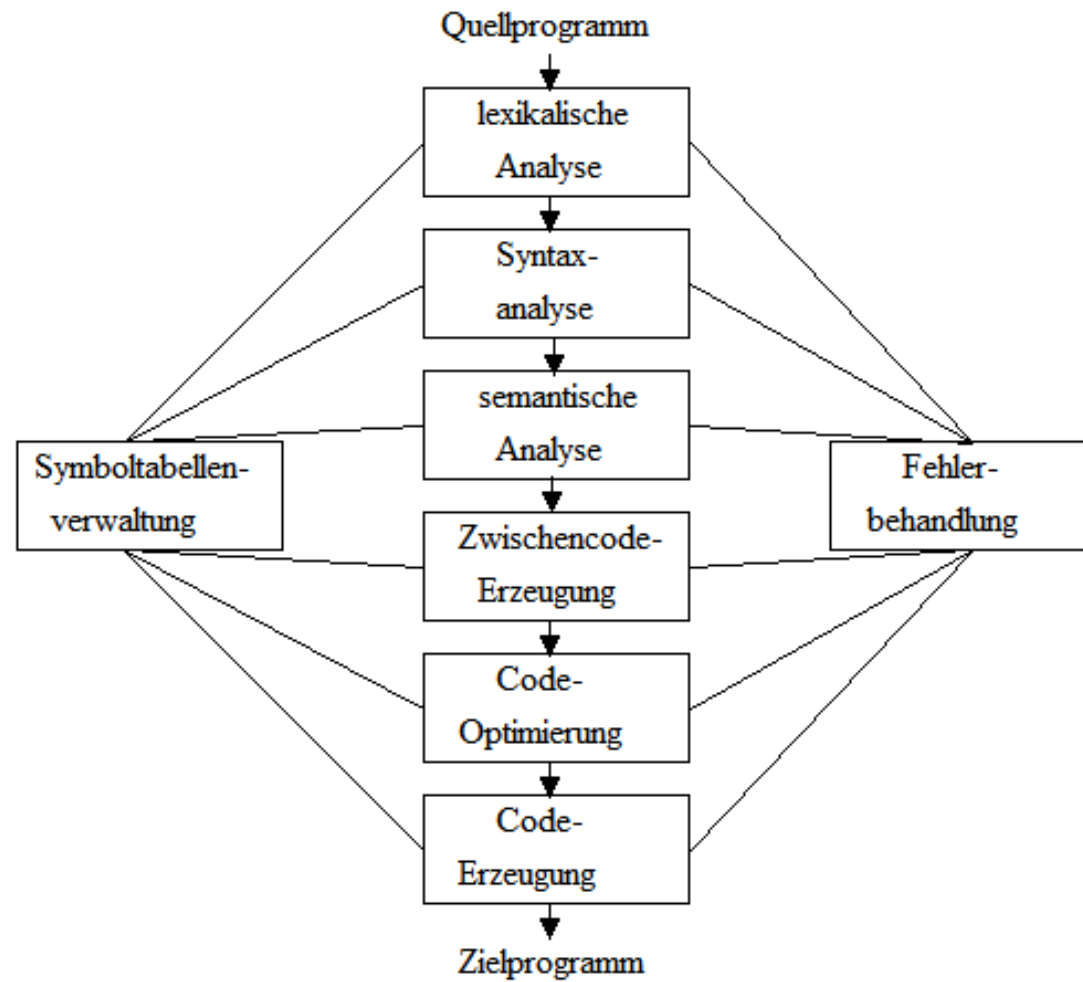 Quellprogramm
lexikalische
Analyse
Syntax-
analyse
semantische
Analyse
Symboltabellen-
verwaltung
Fehler-
behandlung
Zwischencode-
Erzeugung
Code-
Optimierung
Code-
Erzeugung
Zielprogramm